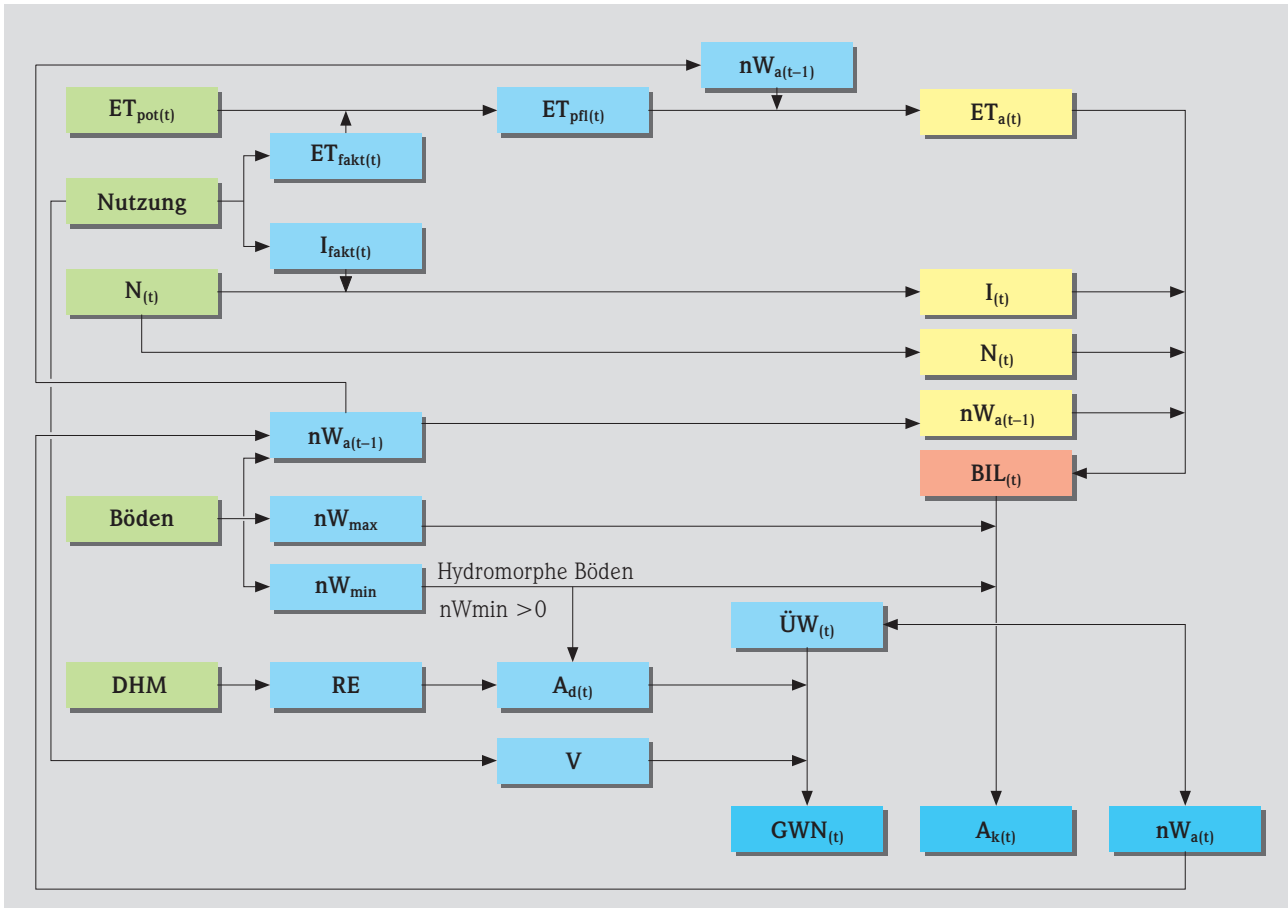 nWa(t–1)
ETpot(t)
ETpfl(t)
ETa(t)
ETfakt(t)
Nutzung
Ifakt(t)
N(t)
I(t)
N(t)
nWa(t–1)
nWa(t–1)
BIL(t)
Böden
nWmax
nWmin
Hydromorphe Böden
nWmin >0
ÜW(t)
DHM
RE
Ad(t)
V
GWN(t)
Ak(t)
nWa(t)